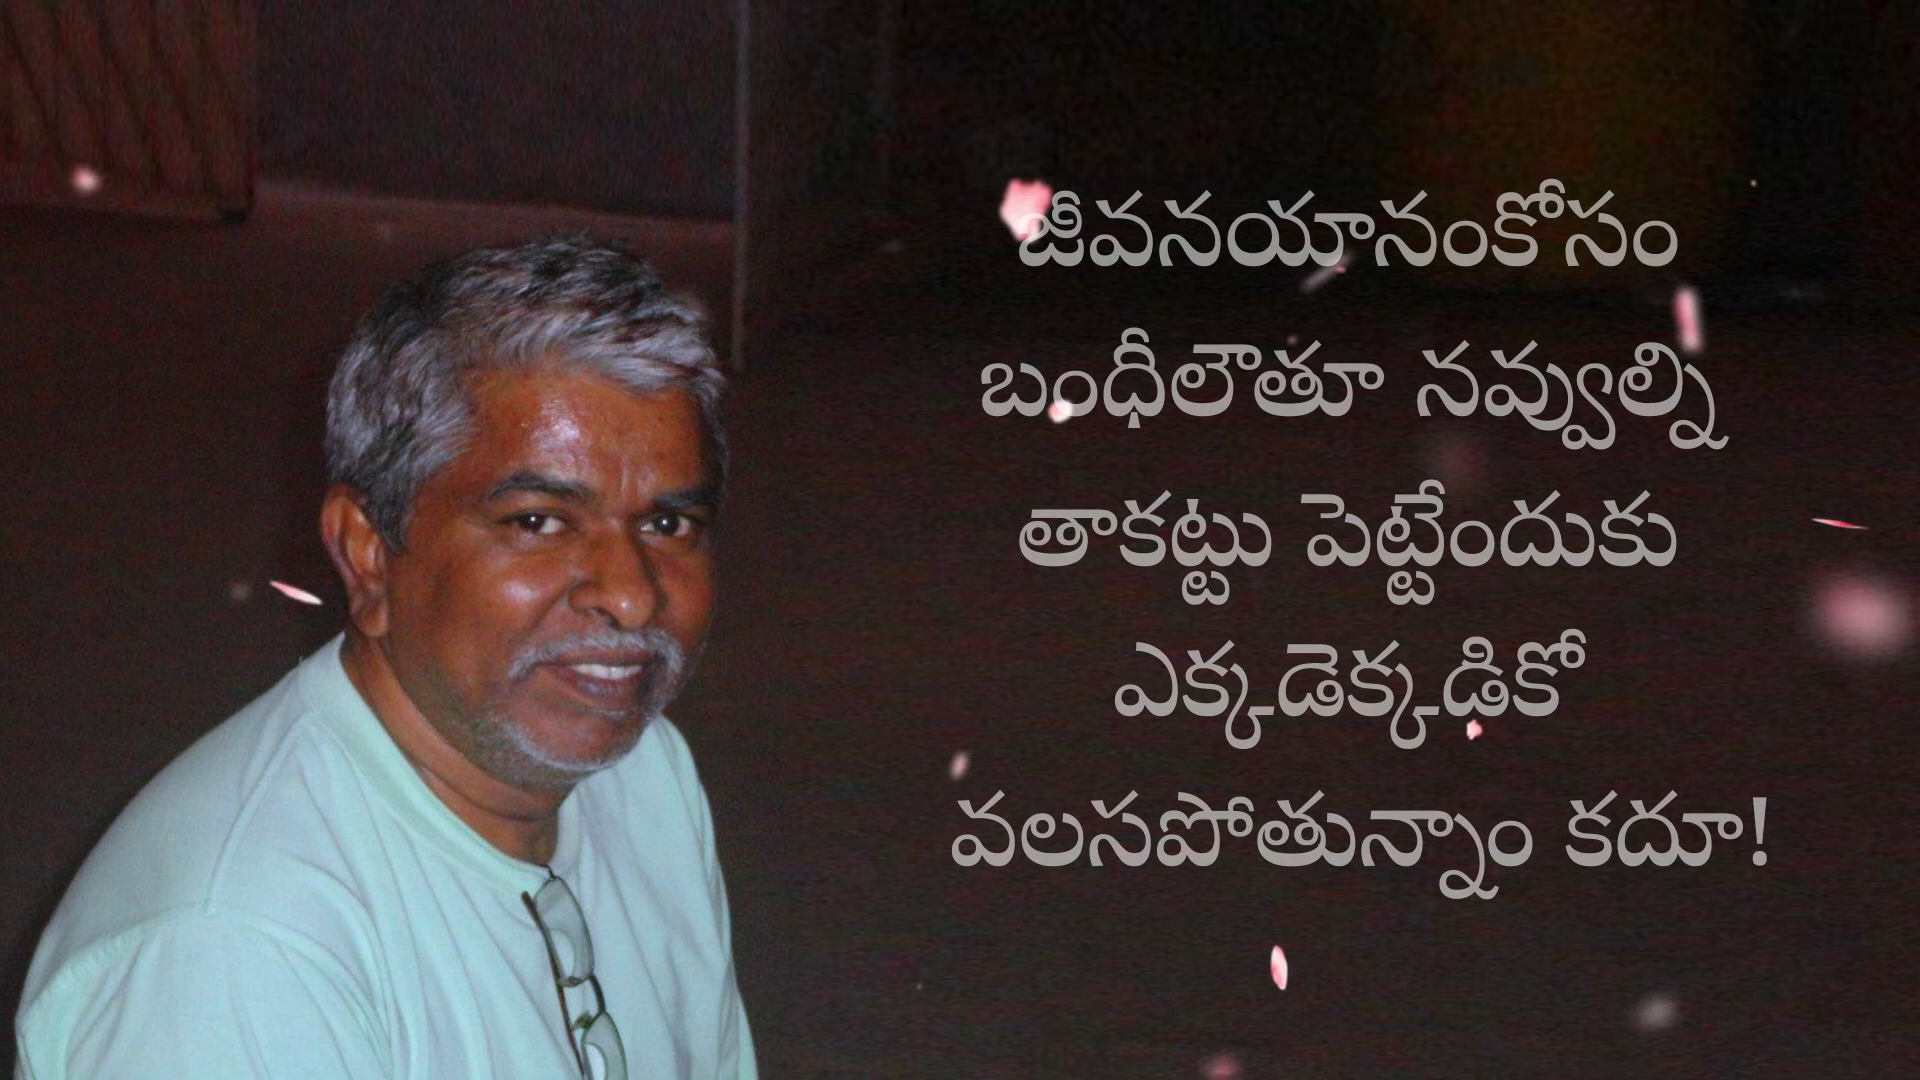 జీవనయానంకోసం
బంధీలౌతూ నవ్వుల్ని
తాకట్టు పెట్టేందుకు
ఎక్కడెక్కడికో
వలసపోతున్నాం కదూ!